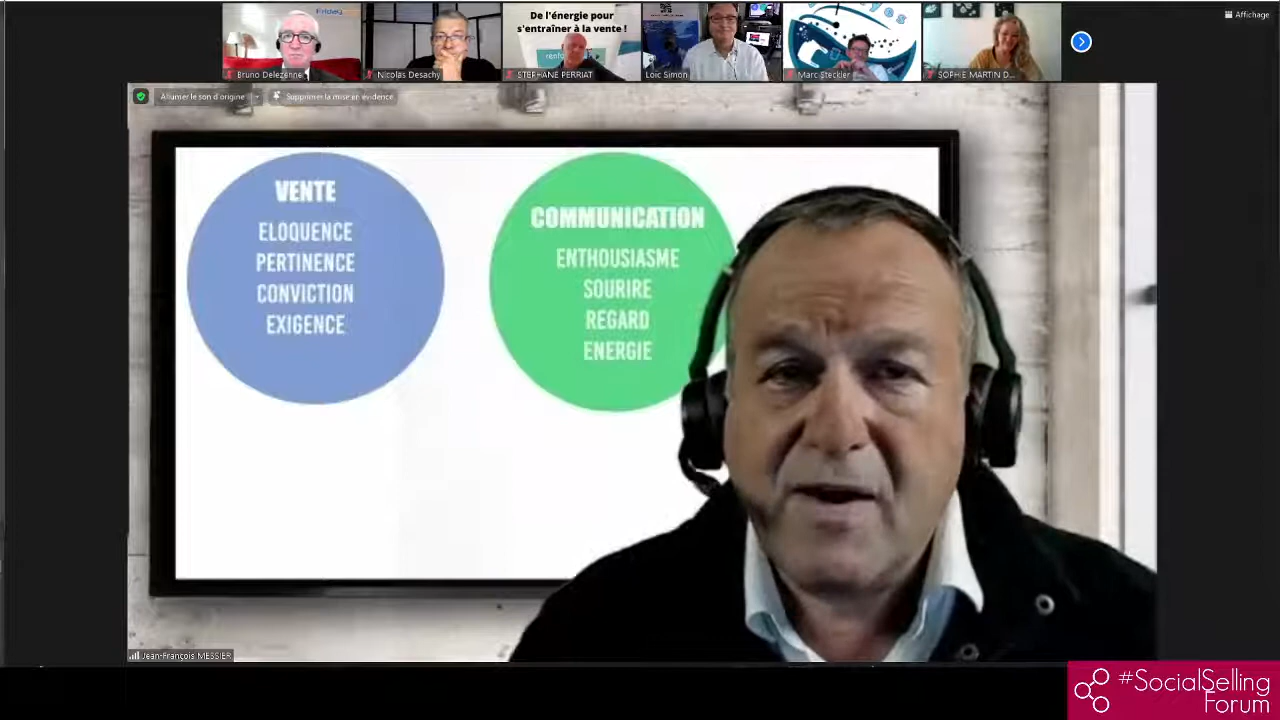 De l'énergie pour
s'entraîner à la vente !
Bruno Delezenne
Nicolas Desachy
STEPHANE PERRIAT
Loic Simon
Marc Steckler
SOPHIE MARTIN D...
Affichage
Allumer le son d'origine
Supprimer la mise en évidence
VENTE
ELOQUENCE
PERTINENCE
CONVICTION
EXIGENCE
COMMUNICATION
ENTHOUSIASME
SOURIRE
REGARD
ENERGIE
Jean-François MESSIER
#SocialSelling
Forum